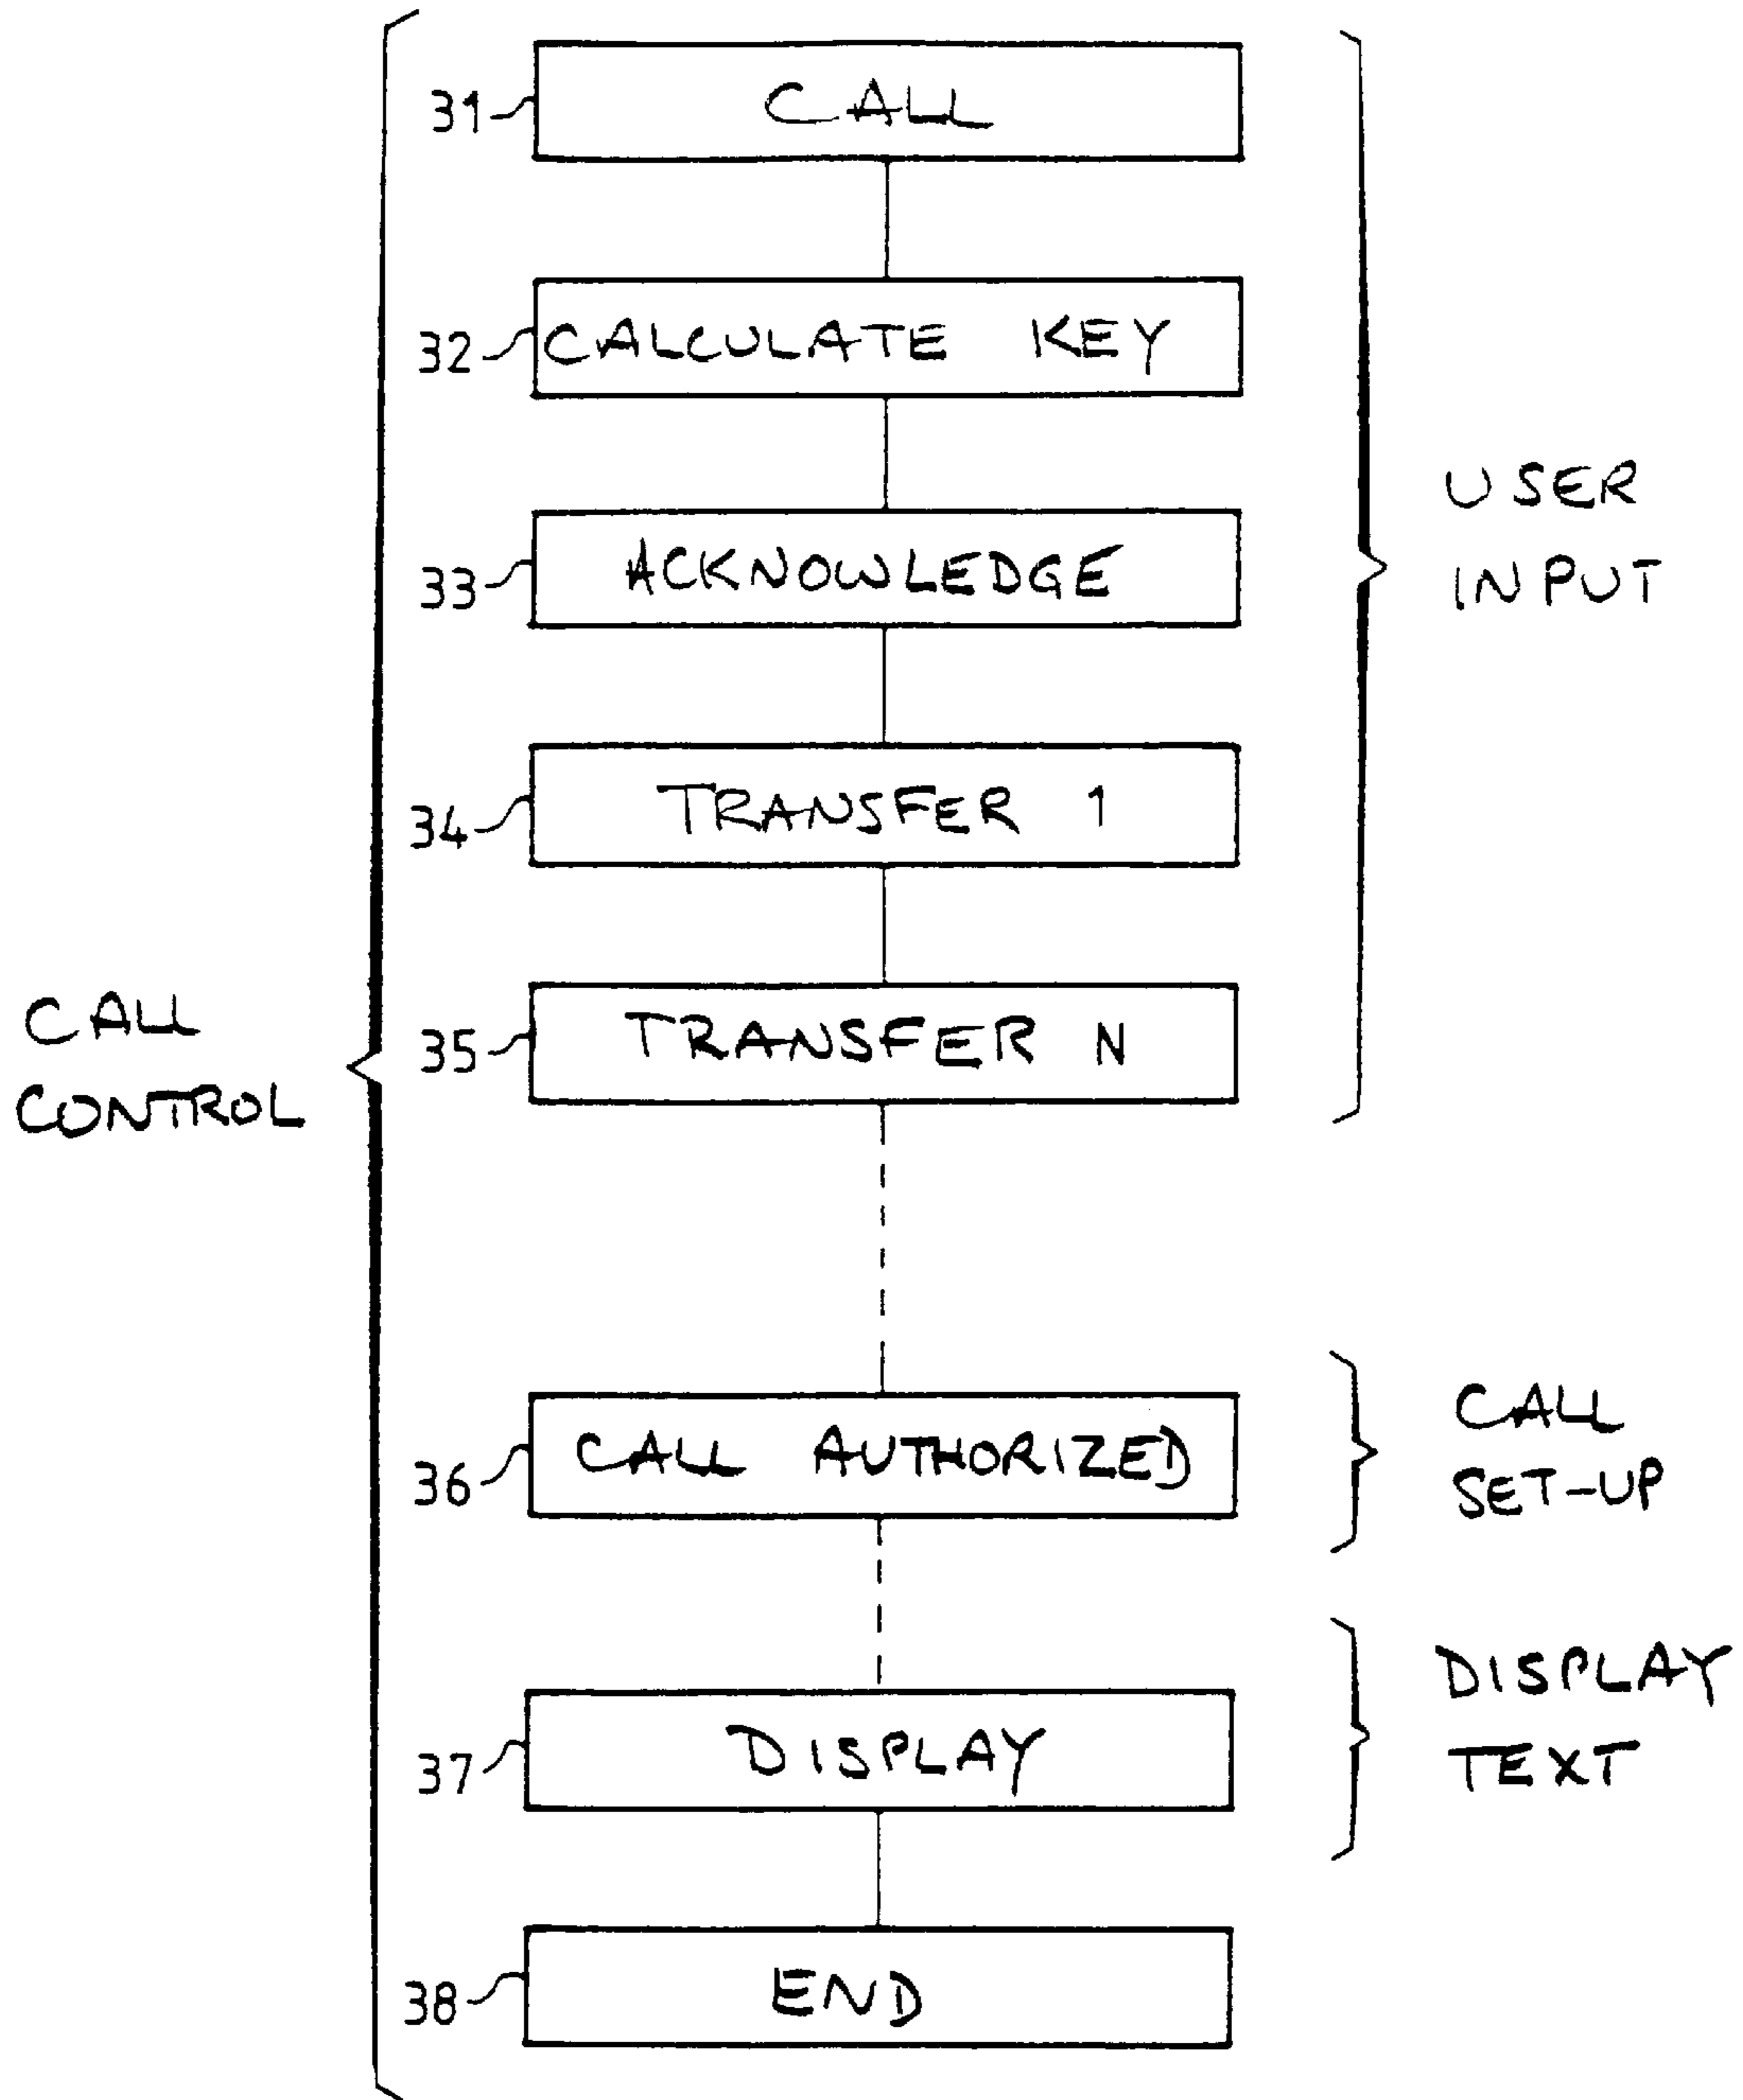 31 CALL
32 CALCULATE KEY
33 ACKNOWLEDGE
USER
INPUT
34 TRANSFER 1
35 TRANSFER N
CALL
CONTROL
36 CALL AUTHORIZED
CALL
SET-UP
37 DISPLAY
DISPLAY
TEXT
38 END